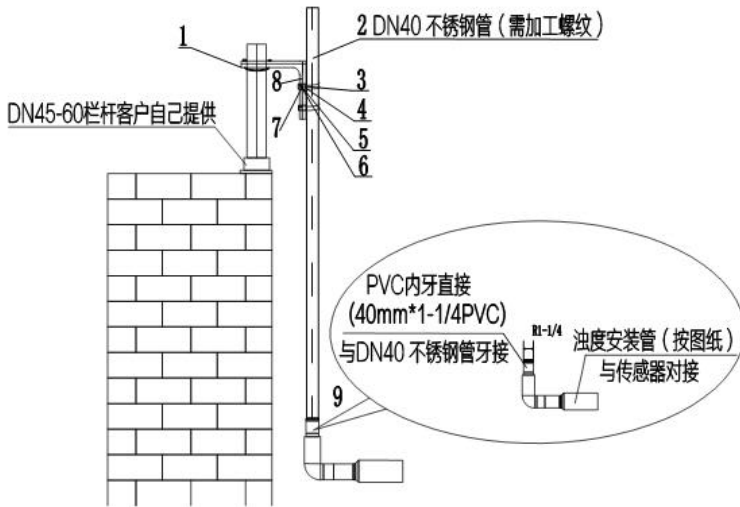 1
2 DN40 不锈钢管（需加工螺纹）
8
3
4
7
5
6
DN45-60栏杆客户自己提供
PVC内牙直接
(40mm*1-1/4PVC)
与DN40 不锈钢管牙接
R1-1/4
浊度安装管（按图纸）
与传感器对接
9